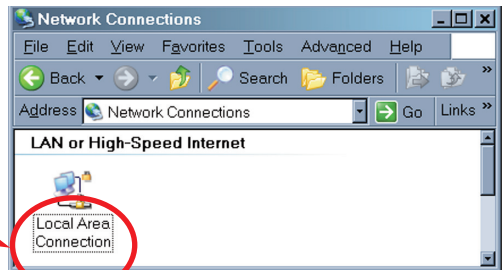 Network Connections
File Edit View Favorites Tools Advanced Help
Back Search Folders »
Address Network Connections Go Links »
LAN or High-Speed Internet
Local Area
Connection